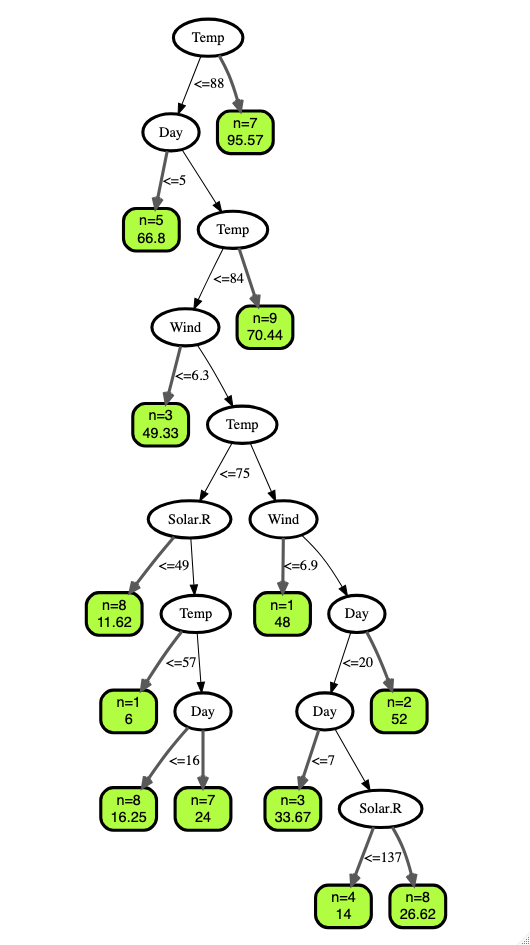 Temp
<=88
Day
n=7
95.57
<=5
n=5
66.8
Temp
<=84
Wind
n=9
70.44
<=6.3
n=3
49.33
Temp
<=75
Solar.R
Wind
<=49
<=6.9
n=8
11.62
Temp
n=1
48
Day
<=57
<=20
n=1
6
Day
Day
n=2
52
<=16
<=7
n=8
16.25
n=7
24
n=3
33.67
Solar.R
<=137
n=4
14
n=8
26.62